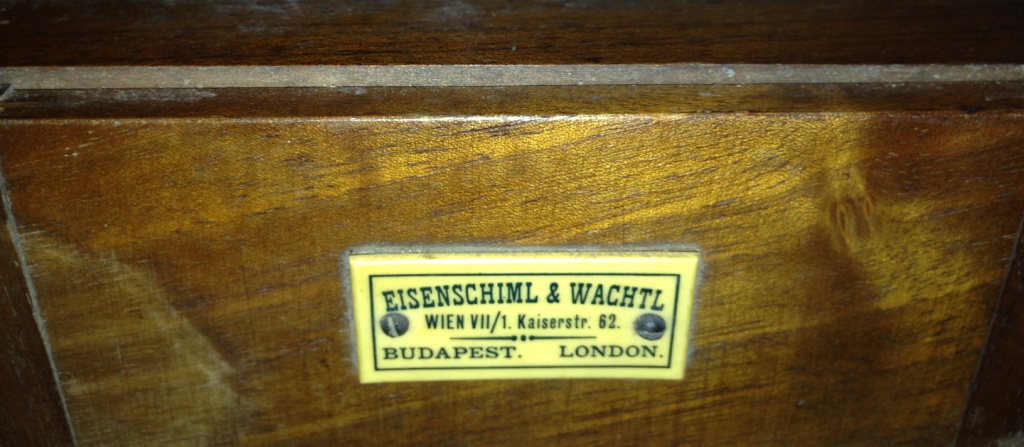 EISENSCHIML & WACHTL
WIEN VII/1. Kaiserstr. 62.
BUDAPEST. LONDON.